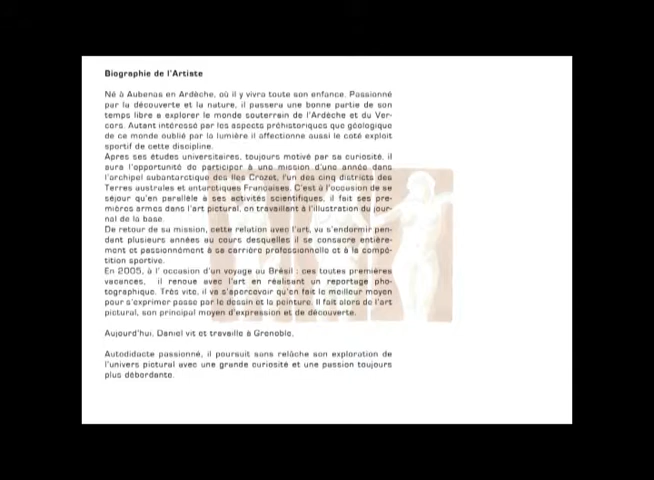 Biographie de l'Artiste
Né à Aubenas en Ardèche, où il y vivra toute son enfance. Passionné
par la découverte et la nature, il passera une bonne partie de son
temps libre a explorer le monde souterrain de l'Ardèche et du Ver-
cors. Autant intéressé par les aspects préhistoriques que géologique
de ce monde oublié par la lumière il affectionne aussi le coté exploit
sportif de cette discipline.
Apres ses études universitaires, toujours motivé par sa curiosité, il
aura l'opportunité de participer à une mission d'une année dans
l'archipel subantarctique des Iles Crozet, l'un des cinq districts des
Terres australes et antarctiques Françaises. C'est à l'occasion de se
séjour qu'en parallèle à ses activités scientifiques, il fait ses pre-
mières armes dans l'art pictural, en travaillant à l'illustration du jour-
nal de la base.
De retour de sa mission, cette relation avec l'art, va s'endormir pen-
dant plusieurs années au cours desquelles il se consacre entière-
ment et passionnément à sa carrière professionnelle et à la compé-
tition sportive.
En 2005, à l' occasion d'un voyage au Brésil ; ces toutes premières
vacances, il renoue avec l'art en réalisant un reportage pho-
tographique. Très vite, il va s'apercevoir qu'en fait le meilleur moyen
pour s'exprimer passe par le dessin et la peinture. Il fait alors de l'art
pictural, son principal moyen d'expression et de découverte.
Aujourd'hui, Daniel vit et travaille à Grenoble.
Autodidacte passionné, il poursuit sans relâche son exploration de
l'univers pictural avec une grande curiosité et une passion toujours
plus débordante.